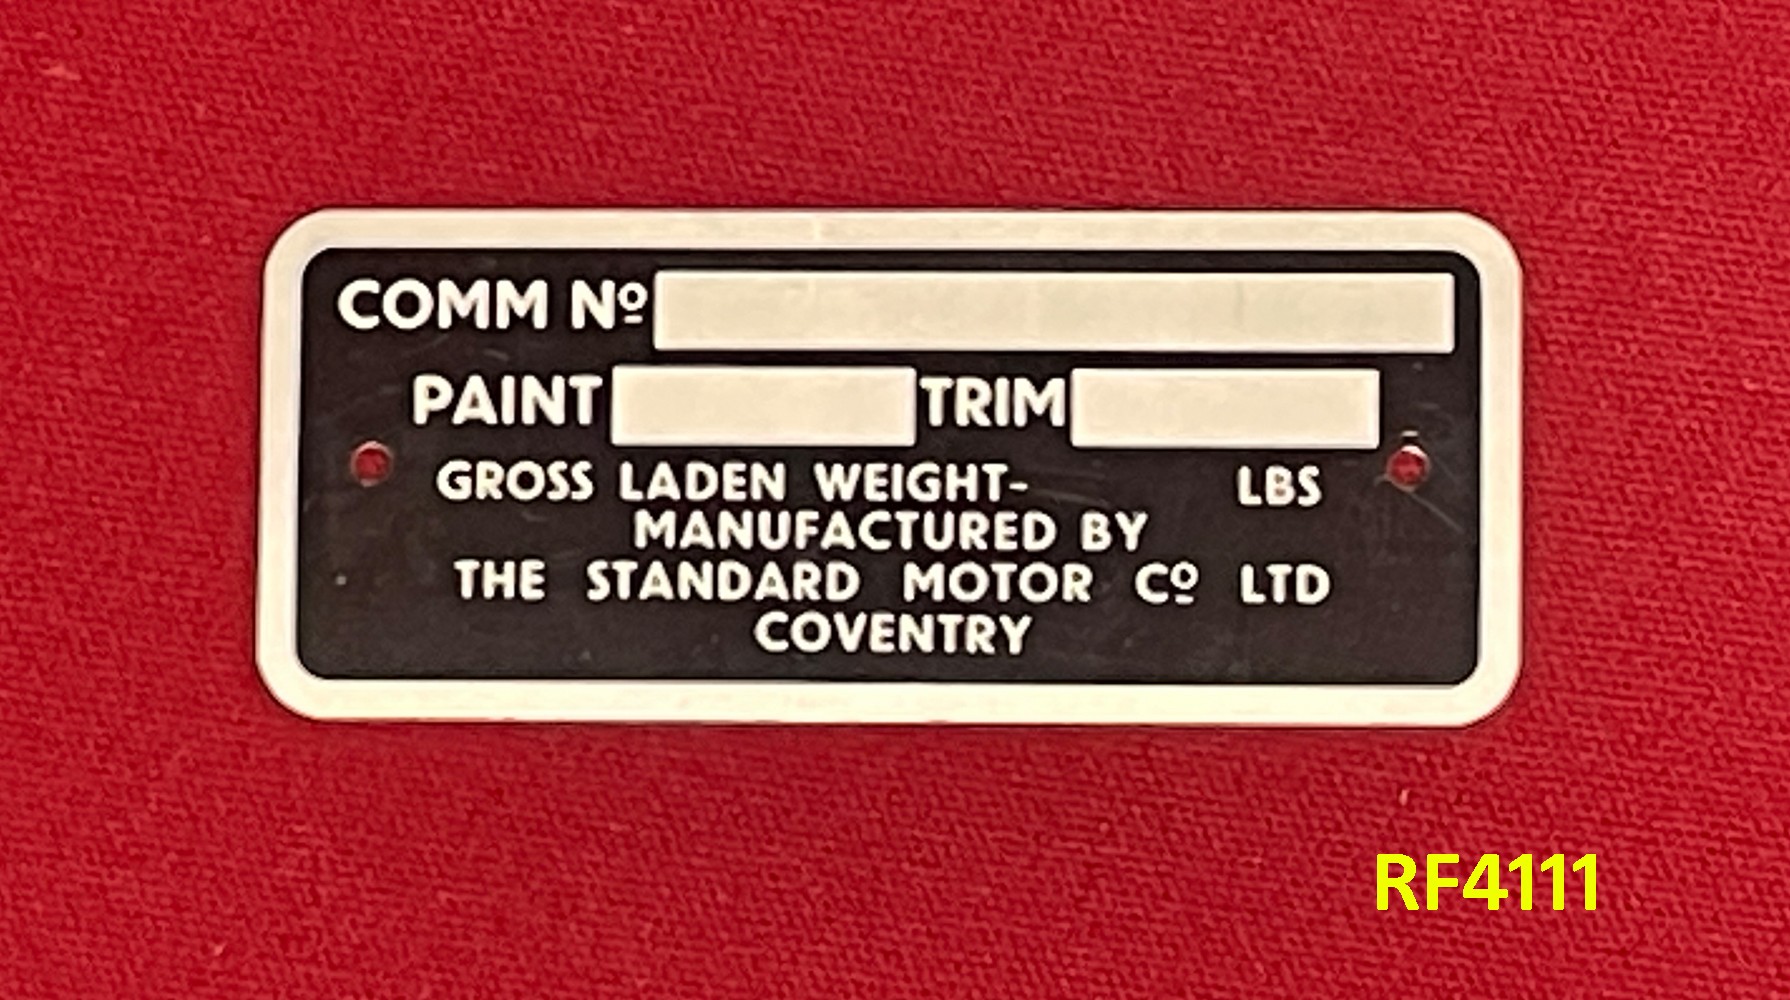 COMM Nº
PAINT TRIM
GROSS LADEN WEIGHT- LBS
MANUFACTURED BY
THE STANDARD MOTOR Cº LTD
COVENTRY
RF4111